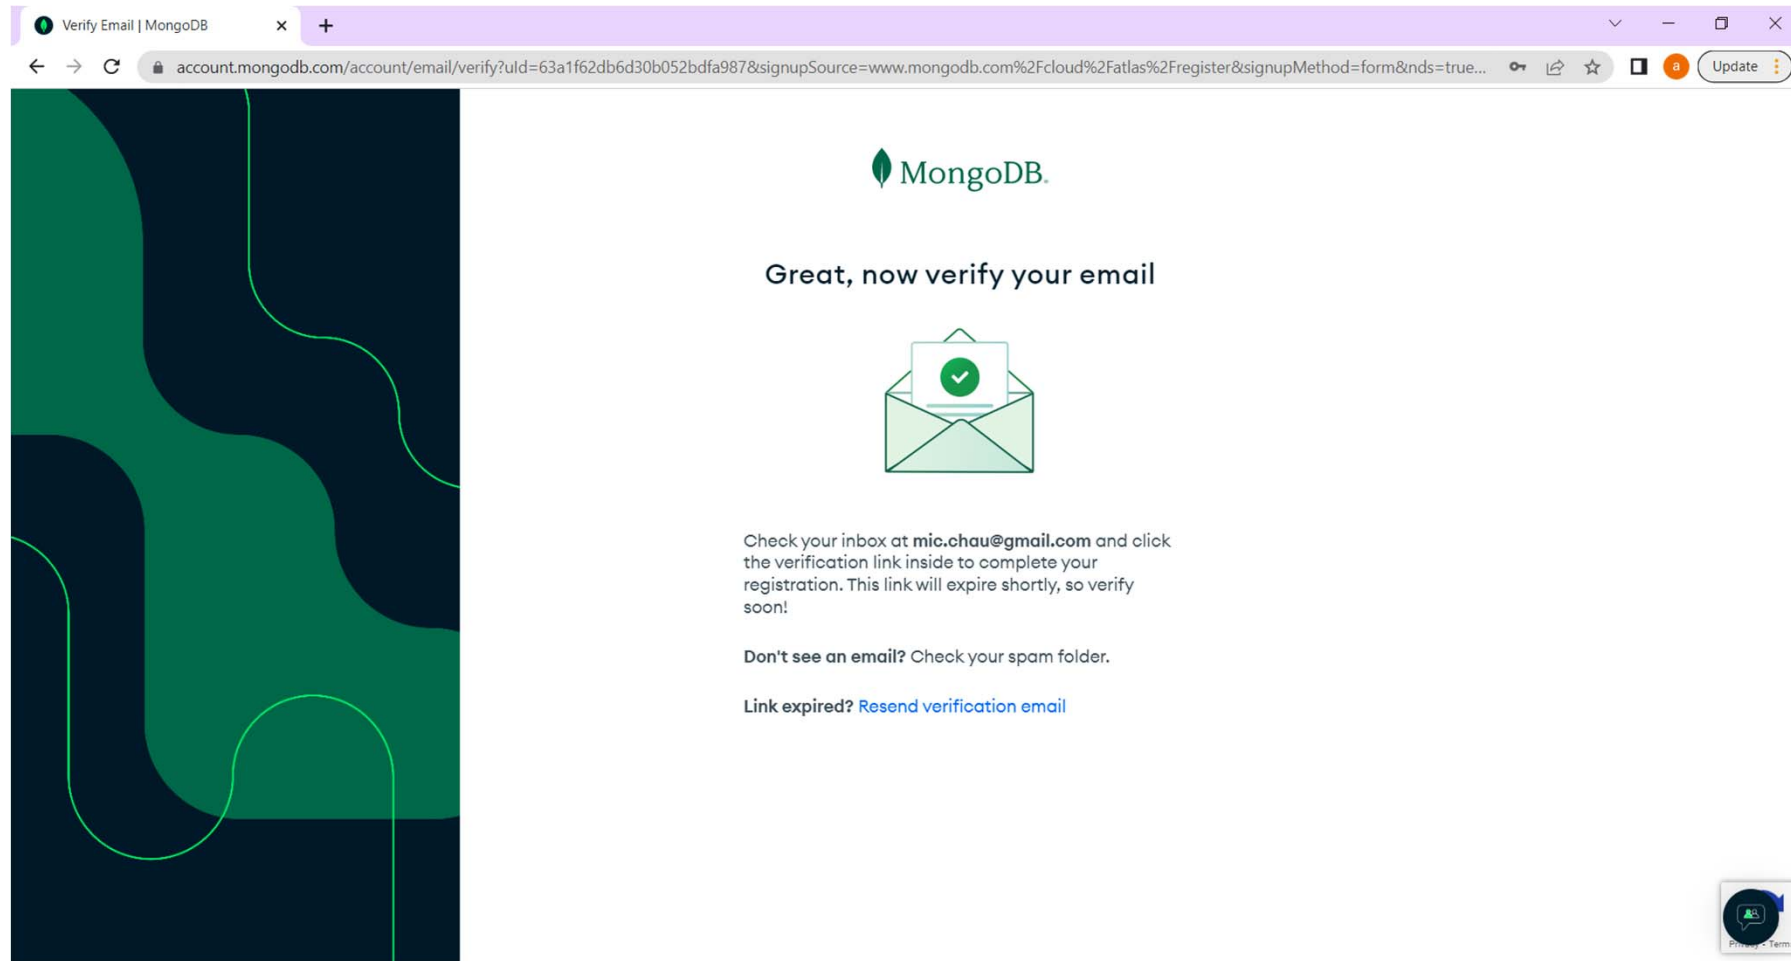 Verify Email | MongoDB
account.mongodb.com/account/email/verify?uId=63a1f62db6d30b052bdfa987&signupSource=www.mongodb.com%2Fcloud%2Fatlas%2Fregister&signupMethod=form&nds=true...
a
Update
MongoDB.
Great, now verify your email
Check your inbox at mic.chau@gmail.com and click
the verification link inside to complete your
registration. This link will expire shortly, so verify
soon!
Don't see an email? Check your spam folder.
Link expired? Resend verification email